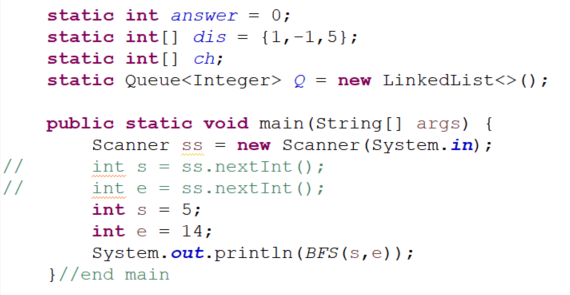 static int answer = 0;
static int[] dis = {1,-1,5};
static int[] ch;
static Queue<Integer> Q = new LinkedList<>();
public static void main(String[] args) {
Scanner ss = new Scanner(System.in);
// int s = ss.nextInt();
// int e = ss.nextInt();
int s = 5;
int e = 14;
System.out.println(BFS(s,e));
}//end main